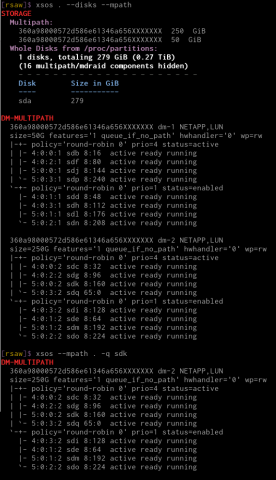 [rsaw]$ xsos . --disks --mpath
STORAGE
Multipath:
360a98000572d586e61346a656XXXXXXX 250 GiB
360a98000572d586e61346a656XXXXXXX 50 GiB
Whole Disks from /proc/partitions:
1 disks, totaling 279 GiB (0.27 TiB)
(16 multipath/mdraid components hidden)
- - - - - - - - - - - - - - - - - - - - -
Disk Size in GiB
---- -----------
sda 279
DM-MULTIPATH
360a98000572d586e61346a656XXXXXXX dm-1 NETAPP,LUN
size=50G features='1 queue_if_no_path' hwhandler='0' wp=rw
|-+- policy='round-robin 0' prio=4 status=active
| |- 4:0:0:1 sdb 8:16 active ready running
| |- 4:0:2:1 sdf 8:80 active ready running
| |- 5:0:0:1 sdj 8:144 active ready running
| `- 5:0:3:1 sdp 8:240 active ready running
`-+- policy='round-robin 0' prio=1 status=enabled
|- 4:0:1:1 sdd 8:48 active ready running
|- 4:0:3:1 sdh 8:112 active ready running
|- 5:0:1:1 sdl 8:176 active ready running
`- 5:0:2:1 sdn 8:208 active ready running
360a98000572d586e61346a656XXXXXXX dm-2 NETAPP,LUN
size=250G features='1 queue_if_no_path' hwhandler='0' wp=rw
|-+- policy='round-robin 0' prio=4 status=active
| |- 4:0:0:2 sdc 8:32 active ready running
| |- 4:0:2:2 sdg 8:96 active ready running
| |- 5:0:0:2 sdk 8:160 active ready running
| `- 5:0:3:2 sdq 65:0 active ready running
`-+- policy='round-robin 0' prio=1 status=enabled
|- 4:0:3:2 sdi 8:128 active ready running
|- 4:0:1:2 sde 8:64 active ready running
|- 5:0:1:2 sdm 8:192 active ready running
`- 5:0:2:2 sdo 8:224 active ready running
[rsaw]$ xsos --mpath . -q sdk
DM-MULTIPATH
360a98000572d586e61346a656XXXXXXX dm-2 NETAPP,LUN
size=250G features='1 queue_if_no_path' hwhandler='0' wp=rw
|-+- policy='round-robin 0' prio=4 status=active
| |- 4:0:0:2 sdc 8:32 active ready running
| |- 4:0:2:2 sdg 8:96 active ready running
| |- 5:0:0:2 sdk 8:160 active ready running
| `- 5:0:3:2 sdq 65:0 active ready running
`-+- policy='round-robin 0' prio=1 status=enabled
|- 4:0:3:2 sdi 8:128 active ready running
|- 4:0:1:2 sde 8:64 active ready running
|- 5:0:1:2 sdm 8:192 active ready running
`- 5:0:2:2 sdo 8:224 active ready running